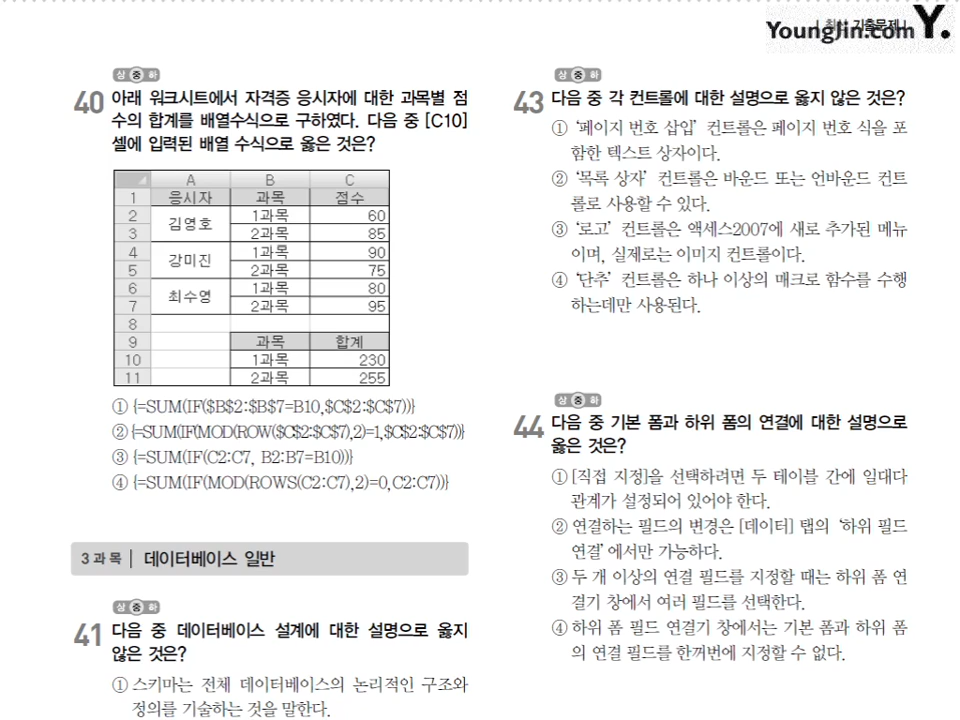 YoungJin.com Y.
상 중 하
40 아래 워크시트에서 자격증 응시자에 대한 과목별 점
수의 합계를 배열수식으로 구하였다. 다음 중 [C10]
셀에 입력된 배열 수식으로 옳은 것은?
A B C
1 응시자 과목 점수
2 김영호 1과목 60
3 2과목 85
4 강미진 1과목 90
5 2과목 75
6 최수영 1과목 80
7 2과목 95
8
9 과목 합계
10 1과목 230
11 2과목 255
① {=SUM(IF($B$2:$B$7=B10,$C$2:$C$7))}
② {=SUM(IF(MOD(ROW($C$2:$C$7),2)=1,$C$2:$C$7))}
③ {=SUM(IF(C2:C7, B2:B7=B10))}
④ {=SUM(IF(MOD(ROWS(C2:C7),2)=0,C2:C7))}
3과목 | 데이터베이스 일반
상 중 하
41 다음 중 데이터베이스 설계에 대한 설명으로 옳지
않은 것은?
① 스키마는 전체 데이터베이스의 논리적인 구조와
정의를 기술하는 것을 말한다.
상 중 하
43 다음 중 각 컨트롤에 대한 설명으로 옳지 않은 것은?
① ‘페이지 번호 삽입’ 컨트롤은 페이지 번호 식을 포
함한 텍스트 상자이다.
② ‘목록 상자’ 컨트롤은 바운드 또는 언바운드 컨트
롤로 사용할 수 있다.
③ ‘로고’ 컨트롤은 액세스2007에 새로 추가된 메뉴
이며, 실제로는 이미지 컨트롤이다.
④ ‘단추’ 컨트롤은 하나 이상의 매크로 함수를 수행
하는데만 사용된다.
상 중 하
44 다음 중 기본 폼과 하위 폼의 연결에 대한 설명으로
옳은 것은?
① [직접 지정]을 선택하려면 두 테이블 간에 일대다
관계가 설정되어 있어야 한다.
② 연결하는 필드의 변경은 [데이터] 탭의 ‘하위 필드
연결’에서만 가능하다.
③ 두 개 이상의 연결 필드를 지정할 때는 하위 폼 연
결기 창에서 여러 필드를 선택한다.
④ 하위 폼 필드 연결기 창에서는 기본 폼과 하위 폼
의 연결 필드를 한꺼번에 지정할 수 없다.